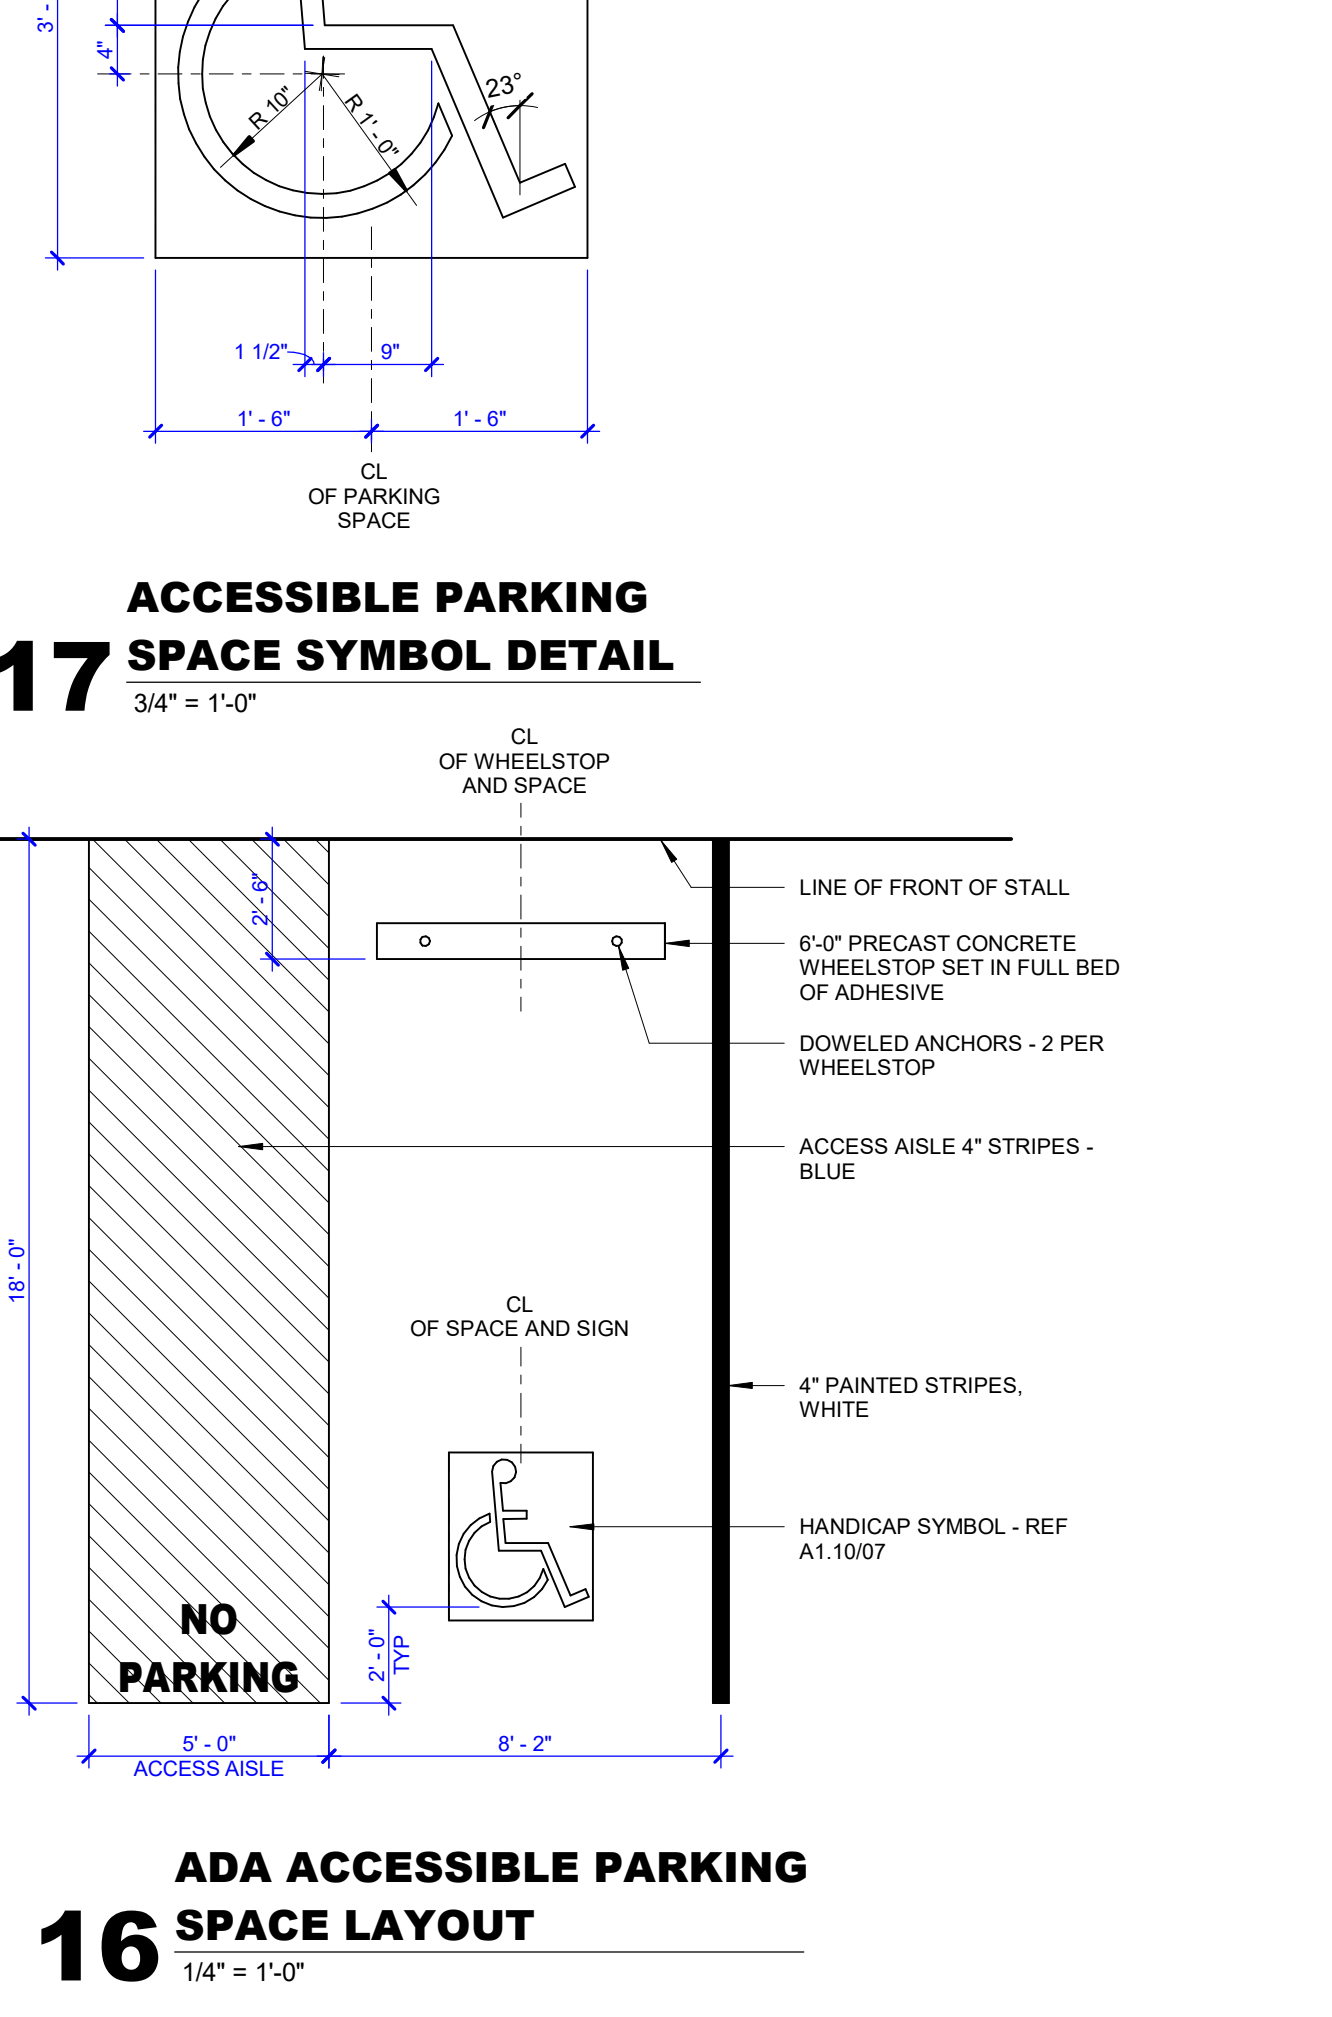 3' -
4"
R 10"
R 1' - 0"
23°
1 1/2"
9"
1' - 6"
1' - 6"
CL
OF PARKING
SPACE
17
ACCESSIBLE PARKING
SPACE SYMBOL DETAIL
3/4" = 1'-0"
CL
OF WHEELSTOP
AND SPACE
2' - 6"
LINE OF FRONT OF STALL
6'-0" PRECAST CONCRETE
WHEELSTOP SET IN FULL BED
OF ADHESIVE
DOWELED ANCHORS - 2 PER
WHEELSTOP
ACCESS AISLE 4" STRIPES -
BLUE
18' - 0"
CL
OF SPACE AND SIGN
4" PAINTED STRIPES,
WHITE
HANDICAP SYMBOL - REF
A1.10/07
NO
PARKING
2' - 0"
TYP
5' - 0"
ACCESS AISLE
8' - 2"
16
ADA ACCESSIBLE PARKING
SPACE LAYOUT
1/4" = 1'-0"